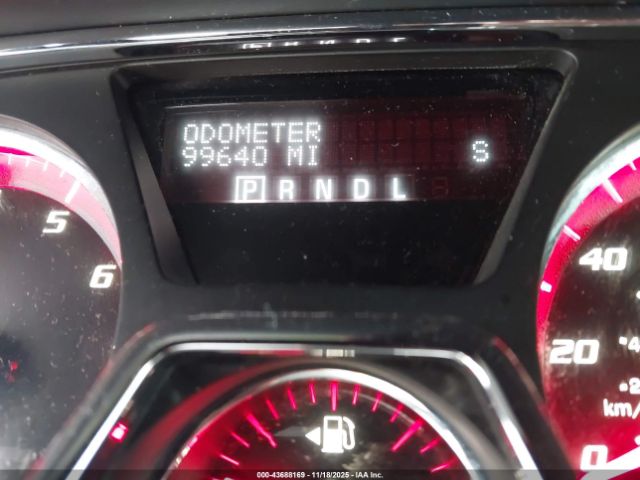 ODOMETER
99640 MI S
P R N D L
5
6
40
20
0
km/
000-43688169 - 11/18/2025 - IAA Inc.